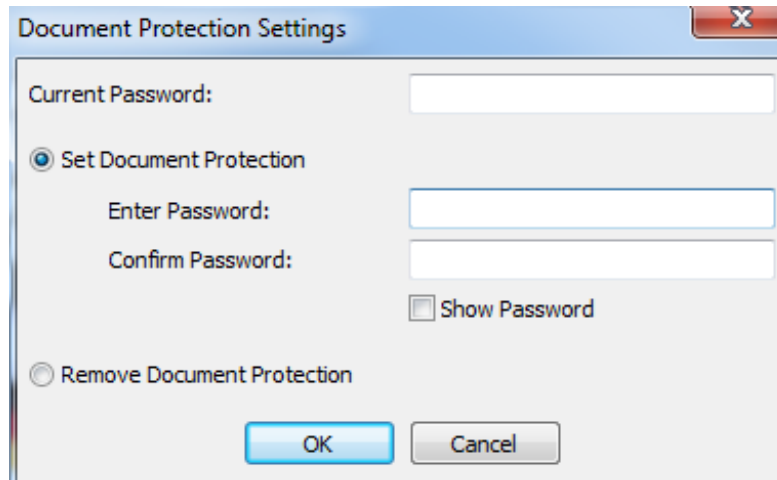 Document Protection Settings
Current Password:
Set Document Protection
Enter Password:
Confirm Password:
Show Password
Remove Document Protection
OK Cancel